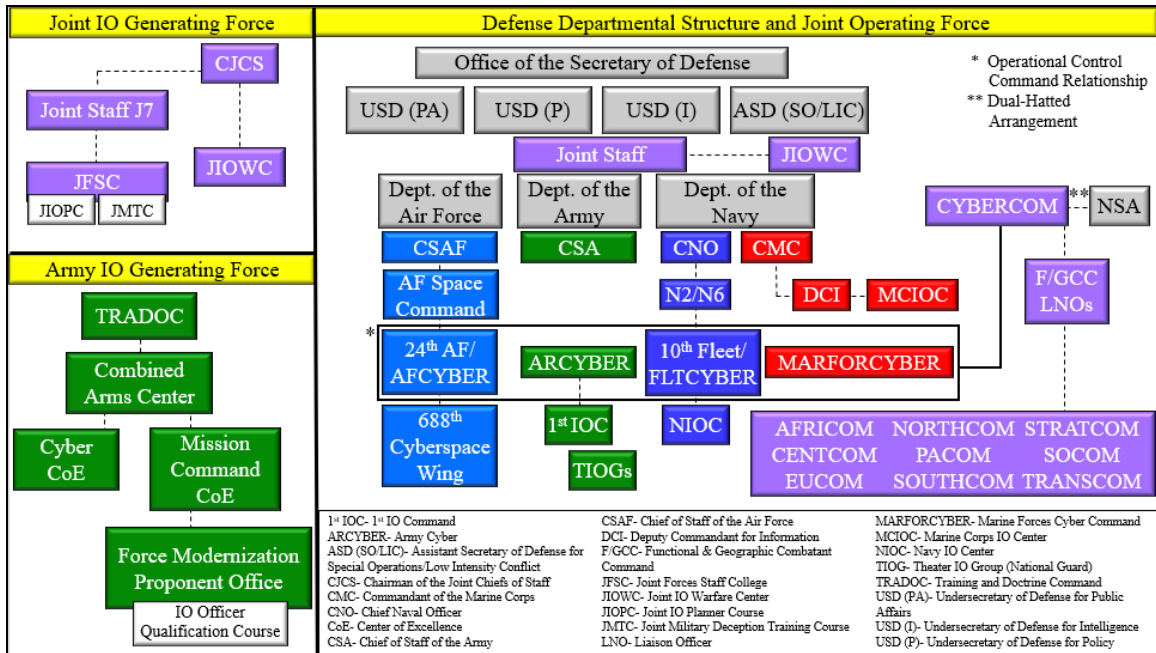 Joint IO Generating Force
CJCS
Joint Staff J7
JFSC
JIOPC
JMTC
JIOWC
Army IO Generating Force
TRADOC
Combined
Arms Center
Cyber
CoE
Mission
Command
CoE
Force Modernization
Proponent Office
IO Officer
Qualification Course
Defense Departmental Structure and Joint Operating Force
Office of the Secretary of Defense
* Operational Control
Command Relationship
** Dual-Hatted
Arrangement
USD (PA)
USD (P)
USD (I)
ASD (SO/LIC)
Joint Staff
JIOWC
Dept. of the
Air Force
Dept. of the
Army
Dept. of the
Navy
CYBERCOM
**
NSA
CSAF
CSA
CNO
CMC
AF Space
Command
N2/N6
DCI
MCIOC
F/GCC
LNOs
*
24th AF/
AFCYBER
ARCYBER
10th Fleet/
FLTCYBER
MARFORCYBER
688th
Cyberspace
Wing
1st IOC
TIOGs
NIOC
AFRICOM NORTHCOM STRATCOM
CENTCOM PACOM SOCOM
EUCOM SOUTHCOM TRANSCOM
1st IOC- 1st IO Command
ARCYBER- Army Cyber
ASD (SO/LIC)- Assistant Secretary of Defense for
Special Operations/Low Intensity Conflict
CJCS- Chairman of the Joint Chiefs of Staff
CMC- Commandant of the Marine Corps
CNO- Chief Naval Officer
CoE- Center of Excellence
CSA- Chief of Staff of the Army
CSAF- Chief of Staff of the Air Force
DCI- Deputy Commandant for Information
F/GCC- Functional & Geographic Combatant
Command
JFSC- Joint Forces Staff College
JIOWC- Joint IO Warfare Center
JIOPC- Joint IO Planner Course
JMTC- Joint Military Deception Training Course
LNO- Liaison Officer
MARFORCYBER- Marine Forces Cyber Command
MCIOC- Marine Corps IO Center
NIOC- Navy IO Center
TIOG- Theater IO Group (National Guard)
TRADOC- Training and Doctrine Command
USD (PA)- Undersecretary of Defense for Public
Affairs
USD (I)- Undersecretary of Defense for Intelligence
USD (P)- Undersecretary of Defense for Policy